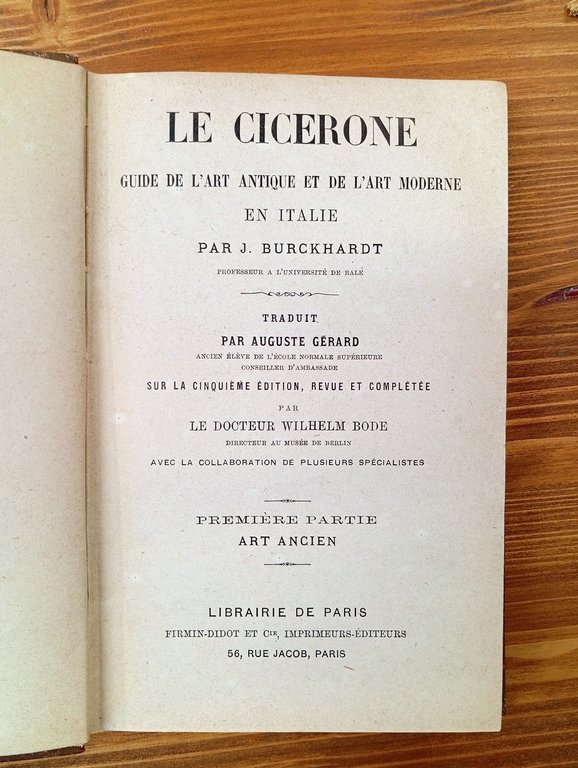 LE CICERONE
GUIDE DE L'ART ANTIQUE ET DE L'ART MODERNE
EN ITALIE
PAR J. BURCKHARDT
PROFESSEUR A L'UNIVERSITÉ DE BALE
TRADUIT
PAR AUGUSTE GÉRARD
ANCIEN ÉLÈVE DE L'ÉCOLE NORMALE SUPÉRIEURE
CONSEILLER D'AMBASSADE
SUR LA CINQUIÈME ÉDITION, REVUE ET COMPLÉTÉE
PAR
LE DOCTEUR WILHELM BODE
DIRECTEUR AU MUSÉE DE BERLIN
AVEC LA COLLABORATION DE PLUSIEURS SPÉCIALISTES
PREMIÈRE PARTIE
ART ANCIEN
LIBRAIRIE DE PARIS
FIRMIN-DIDOT ET Cie, IMPRIMEURS-ÉDITEURS
56, RUE JACOB, PARIS